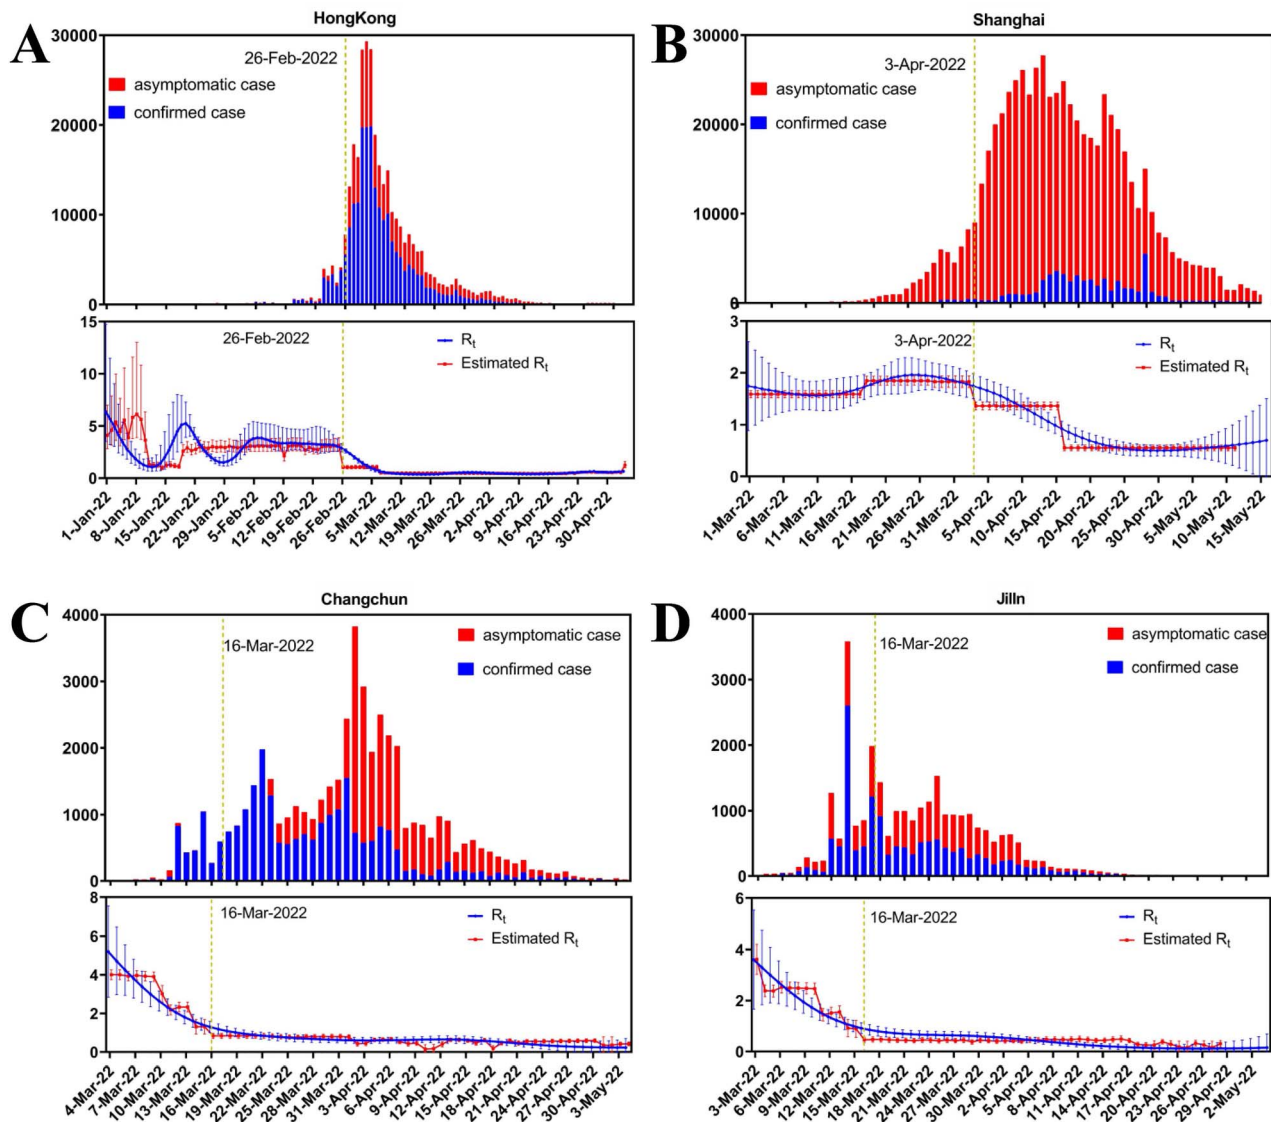 A
HongKong
30000
20000
10000
0
26-Feb-2022
asymptomatic case
confirmed case
15
10
5
0
26-Feb-2022
Rt
Estimated Rt
1-Jan-22
8-Jan-22
15-Jan-22
22-Jan-22
29-Jan-22
5-Feb-22
12-Feb-22
19-Feb-22
26-Feb-22
5-Mar-22
12-Mar-22
19-Mar-22
26-Mar-22
2-Apr-22
9-Apr-22
16-Apr-22
23-Apr-22
30-Apr-22
B
Shanghai
30000
20000
10000
0
3-Apr-2022
asymptomatic case
confirmed case
3
2
1
0
3-Apr-2022
Rt
Estimated Rt
1-Mar-22
6-Mar-22
11-Mar-22
16-Mar-22
21-Mar-22
26-Mar-22
31-Mar-22
5-Apr-22
10-Apr-22
15-Apr-22
20-Apr-22
25-Apr-22
30-Apr-22
5-May-22
10-May-22
15-May-22
C
Changchun
4000
3000
2000
1000
0
16-Mar-2022
asymptomatic case
confirmed case
8
6
4
2
0
16-Mar-2022
Rt
Estimated Rt
4-Mar-22
7-Mar-22
10-Mar-22
13-Mar-22
16-Mar-22
19-Mar-22
22-Mar-22
25-Mar-22
28-Mar-22
31-Mar-22
3-Apr-22
6-Apr-22
9-Apr-22
12-Apr-22
15-Apr-22
18-Apr-22
21-Apr-22
24-Apr-22
27-Apr-22
30-Apr-22
3-May-22
D
JilIn
4000
3000
2000
1000
0
16-Mar-2022
asymptomatic case
confirmed case
6
4
2
0
16-Mar-2022
Rt
Estimated Rt
3-Mar-22
6-Mar-22
9-Mar-22
12-Mar-22
15-Mar-22
18-Mar-22
21-Mar-22
24-Mar-22
27-Mar-22
30-Mar-22
2-Apr-22
5-Apr-22
8-Apr-22
11-Apr-22
14-Apr-22
17-Apr-22
20-Apr-22
23-Apr-22
26-Apr-22
29-Apr-22
2-May-22